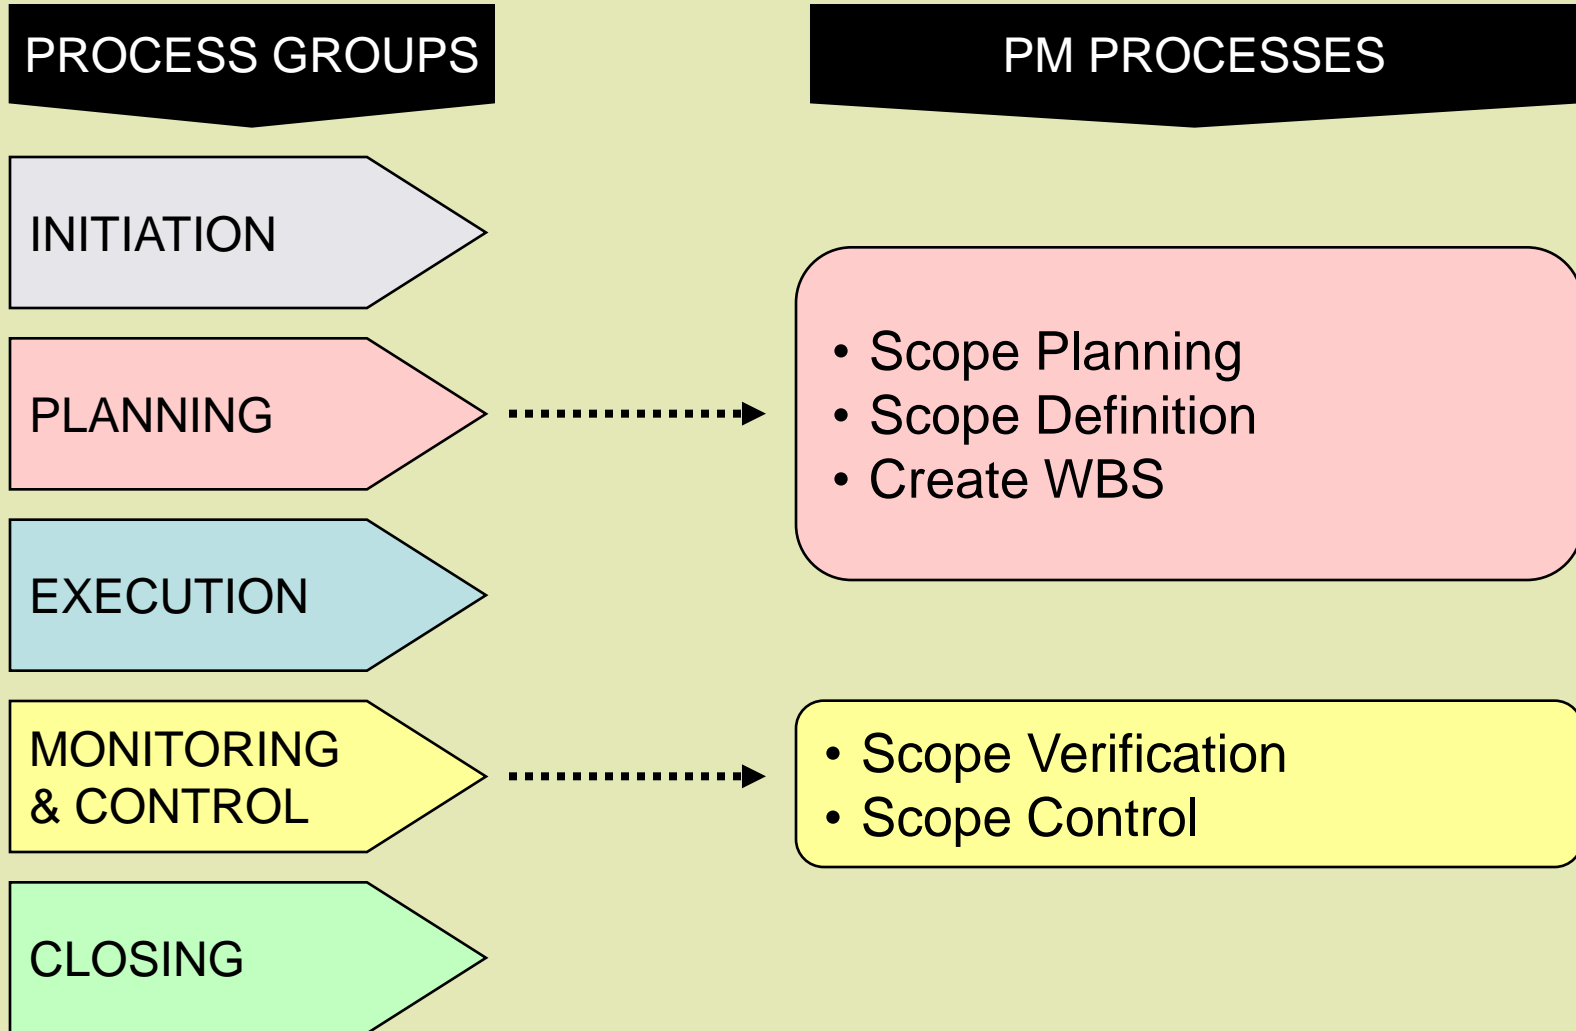 PROCESS GROUPS
PM PROCESSES
INITIATION
PLANNING
• Scope Planning
• Scope Definition
• Create WBS
EXECUTION
MONITORING
& CONTROL
• Scope Verification
• Scope Control
CLOSING